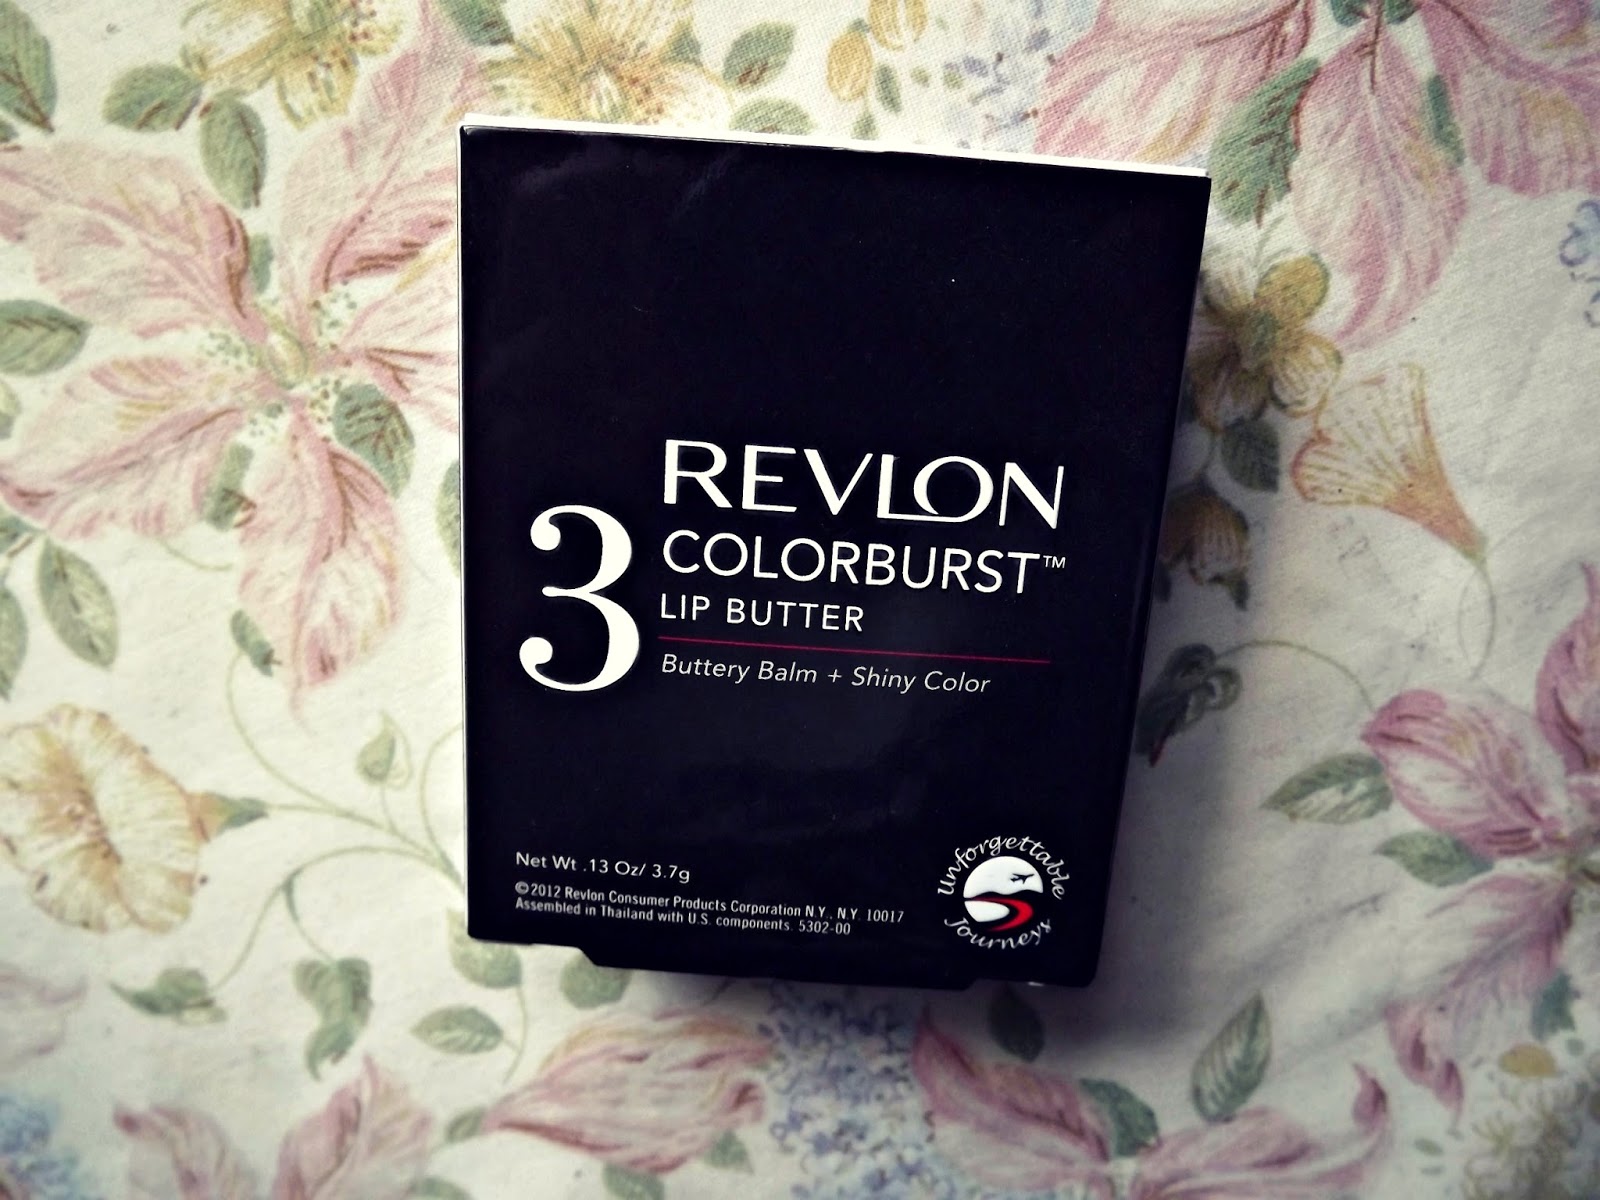 3
REVLON
COLORBURST™
LIP BUTTER
Buttery Balm + Shiny Color
Net Wt .13 Oz/ 3.7g
©2012 Revlon Consumer Products Corporation N.Y., N.Y. 10017
Assembled in Thailand with U.S. components. 5302-00
Unforgettable
Journeys